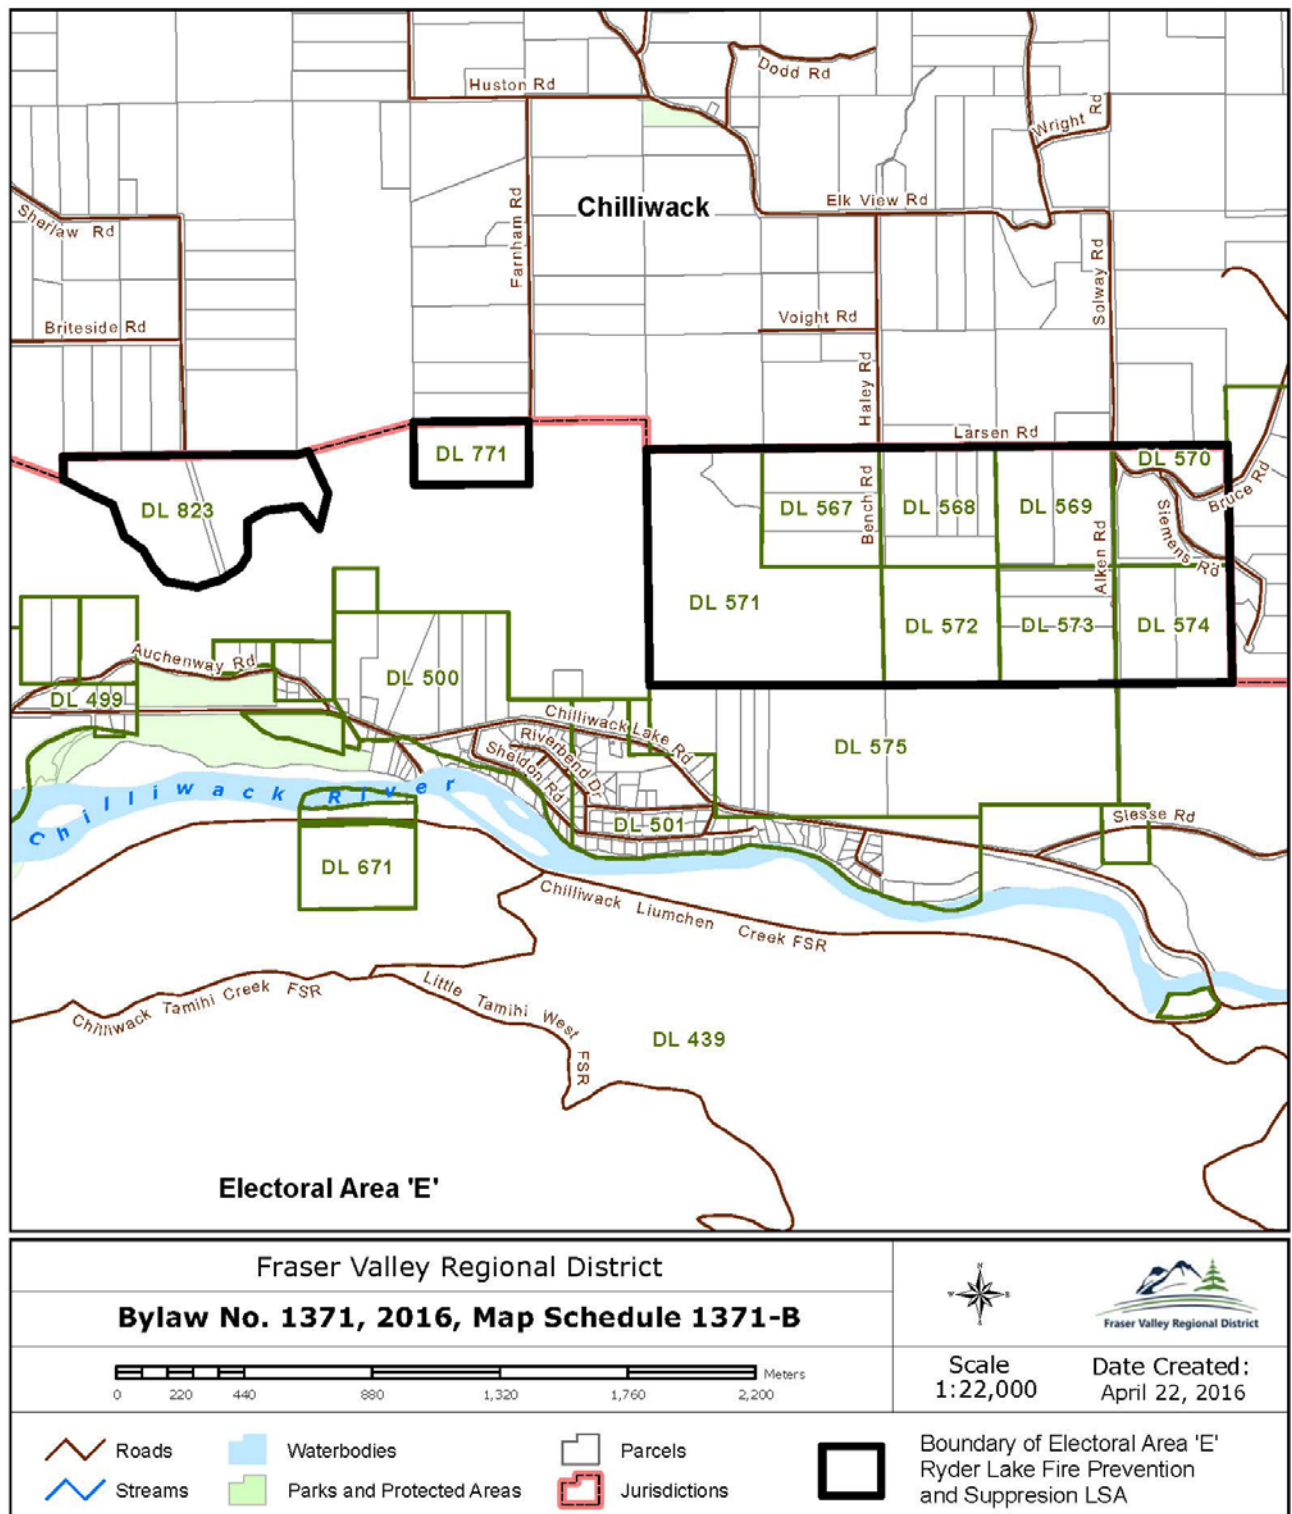 Huston Rd
Dodd Rd
Wright Rd
Chilliwack
Elk View Rd
Farnham Rd
Sherlaw Rd
Solway Rd
Briteside Rd
Voight Rd
Haley Rd
Larsen Rd
DL 771
DL 570
DL 823
DL 567
Bench Rd
DL 568
DL 569
Bruce Rd
Siemens Rd
Alken Rd
DL 571
DL 572
DL 573
DL 574
Auchenway Rd
DL 500
DL 499
Chilliwack Lake Rd
Riverbend Dr
Sheldon Rd
DL 575
Chilliwack River
DL 501
Slesse Rd
DL 671
Chilliwack Liumchen Creek FSR
Chilliwack Tamihi Creek FSR
Little Tamihi West FSR
DL 439
Electoral Area 'E'
Fraser Valley Regional District
Bylaw No. 1371, 2016, Map Schedule 1371-B
N
W E
S
Fraser Valley Regional District
Meters
0 220 440 880 1,320 1,760 2,200
Scale
1:22,000
Date Created:
April 22, 2016
Roads
Waterbodies
Parcels
Streams
Parks and Protected Areas
Jurisdictions
Boundary of Electoral Area 'E'
Ryder Lake Fire Prevention
and Suppresion LSA